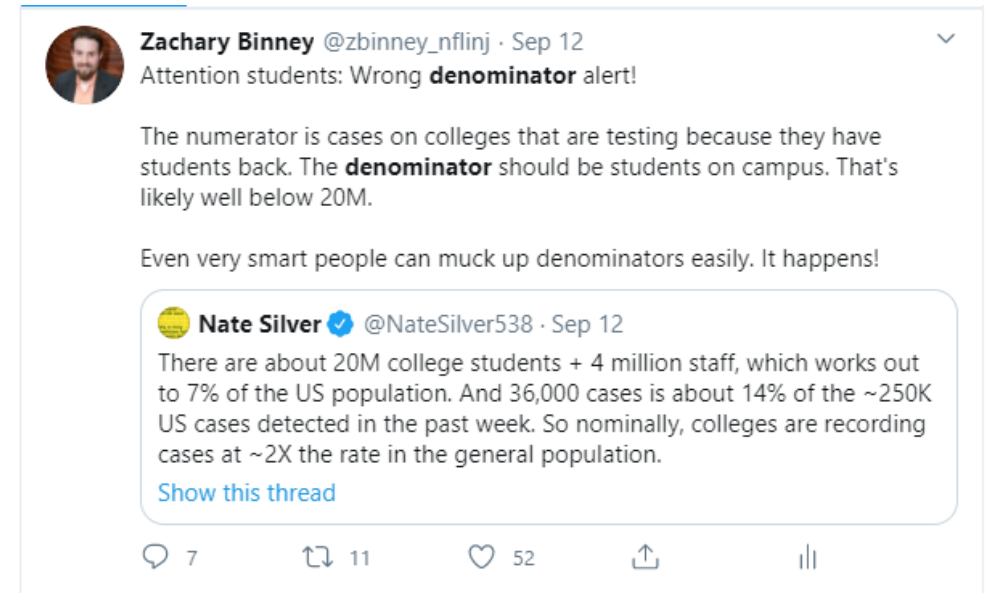 Zachary Binney @zbinney_nflinj · Sep 12
Attention students: Wrong denominator alert!
The numerator is cases on colleges that are testing because they have
students back. The denominator should be students on campus. That's
likely well below 20M.
Even very smart people can muck up denominators easily. It happens!
Nate Silver @NateSilver538 · Sep 12
There are about 20M college students + 4 million staff, which works out
to 7% of the US population. And 36,000 cases is about 14% of the ~250K
US cases detected in the past week. So nominally, colleges are recording
cases at ~2X the rate in the general population.
Show this thread
7 11 52